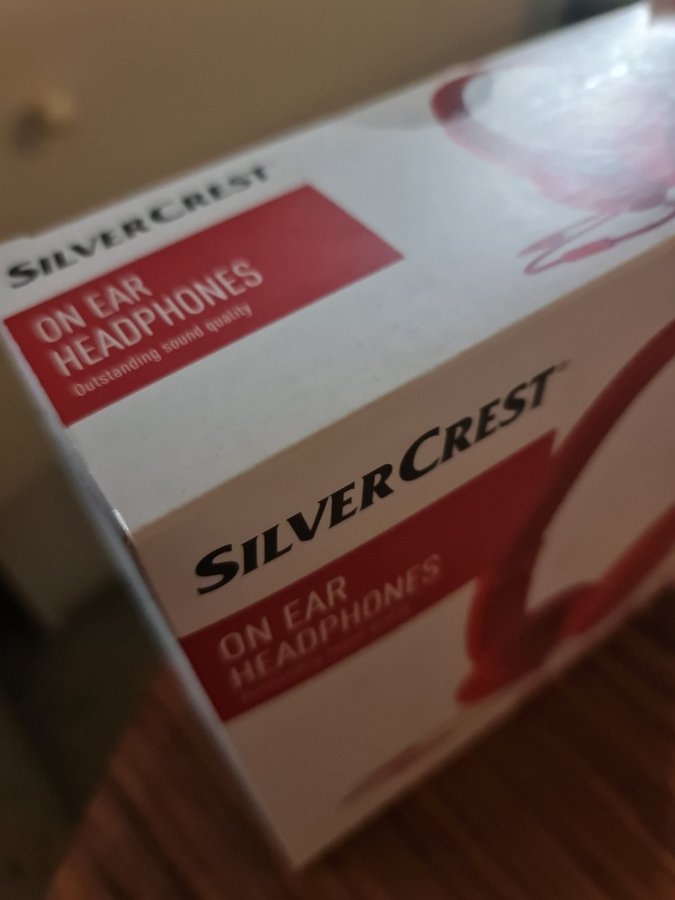 SILVERCREST
ON EAR
HEADPHONES
Outstanding sound quality
SILVERCREST®
ON EAR
HEADPHONES